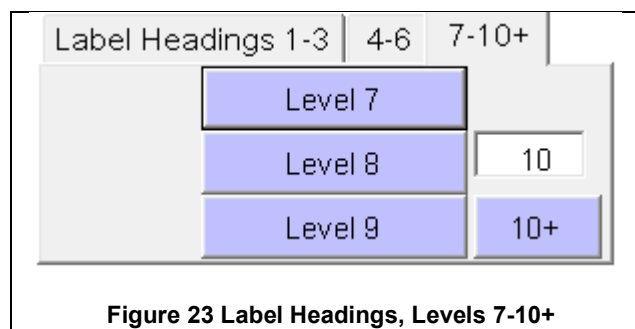 Label Headings 1-3 4-6 7-10+
Level 7
Level 8 10
Level 9 10+
Figure 23 Label Headings, Levels 7-10+